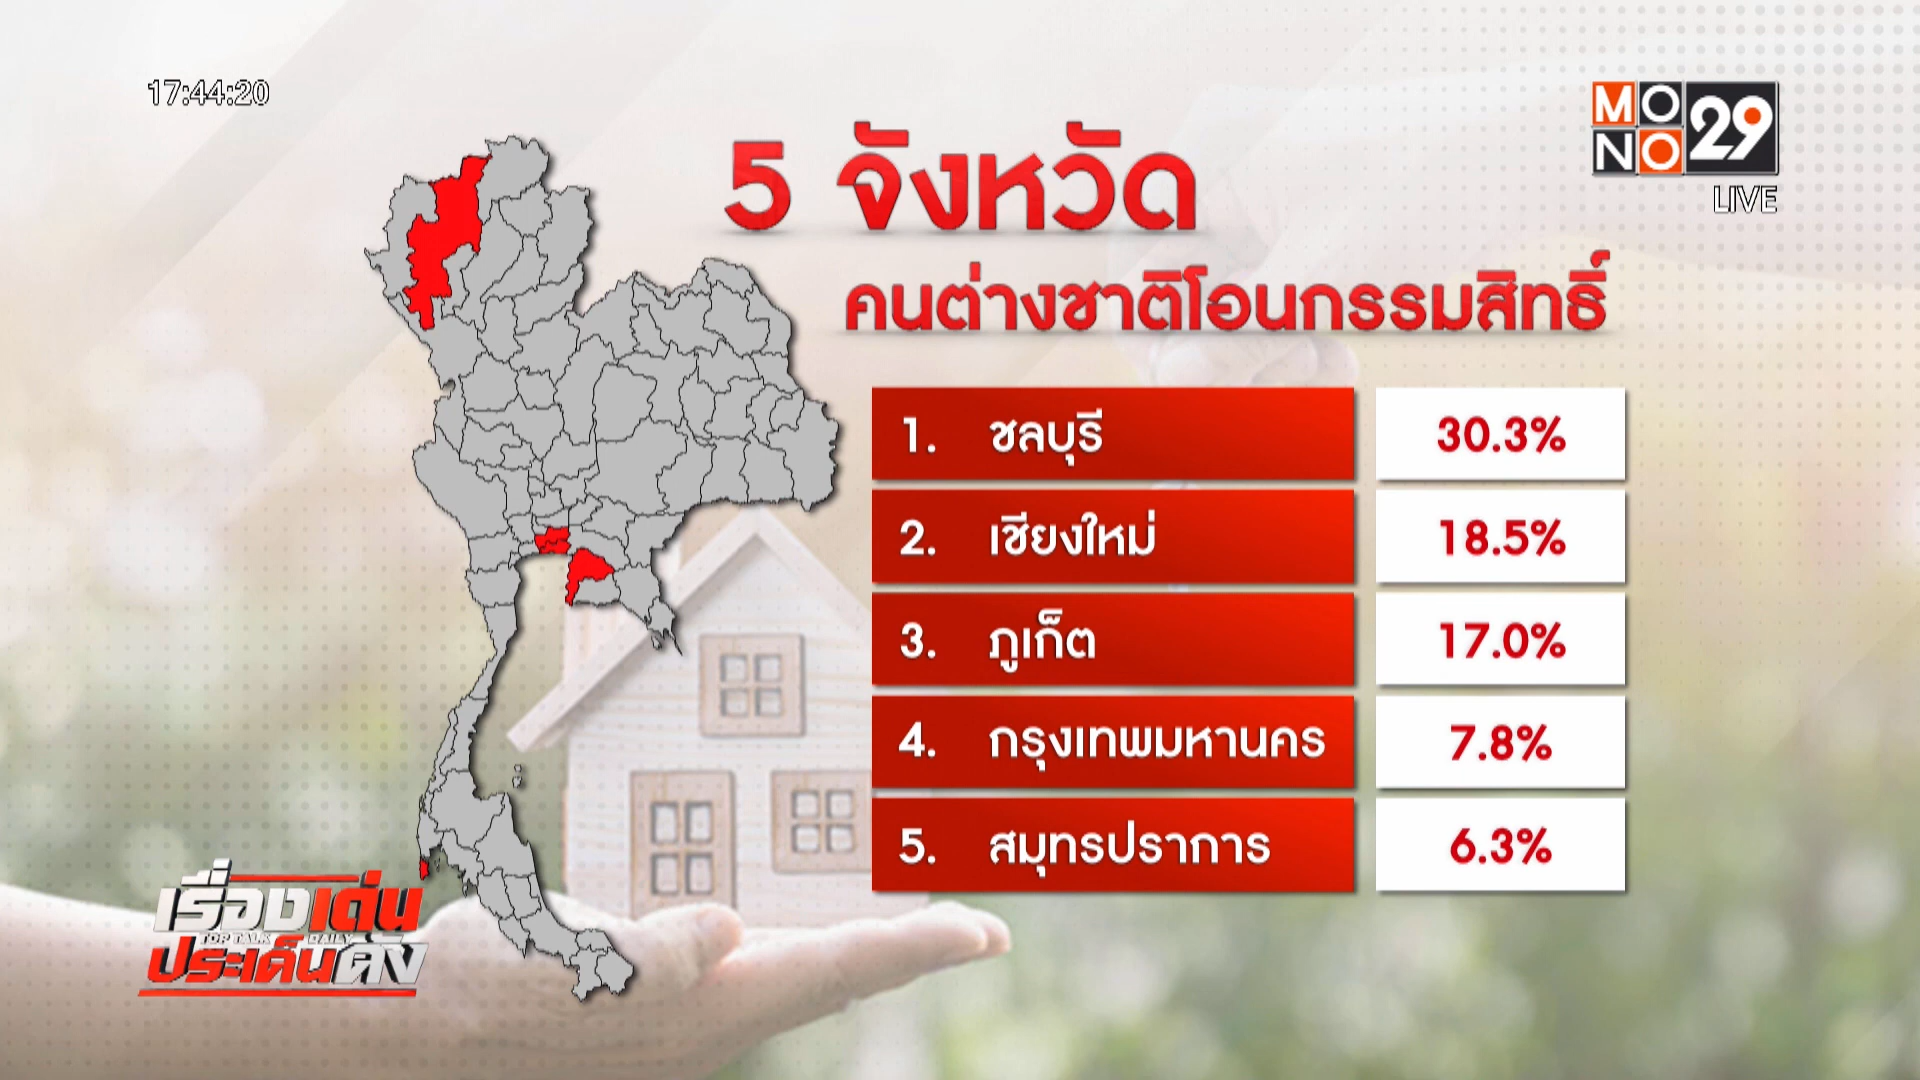 17:44:20
MONO 29
LIVE
5 จังหวัด
คนต่างชาติโอนกรรมสิทธิ์
1. ชลบุรี 30.3%
2. เชียงใหม่ 18.5%
3. ภูเก็ต 17.0%
4. กรุงเทพมหานคร 7.8%
5. สมุทรปราการ 6.3%
เรื่องเด่น
TOP TALK DAILY
ประเด็นดัง